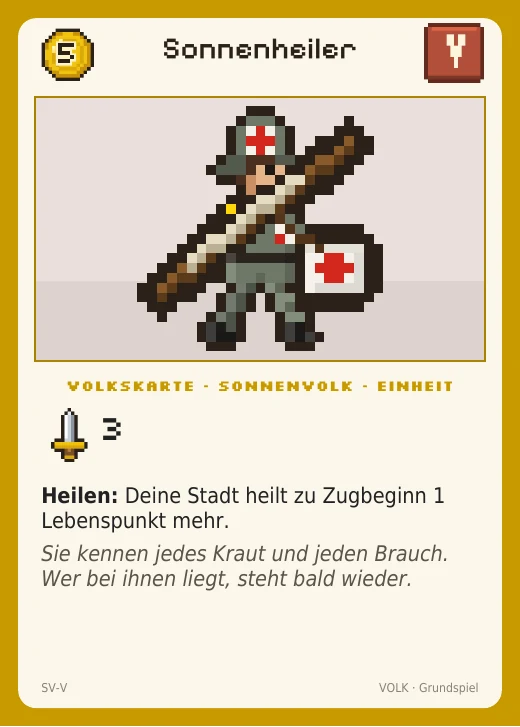 5
Sonnenheiler
Y
VOLKSKARTE - SONNENVOLK - EINHEIT
3
Heilen: Deine Stadt heilt zu Zugbeginn 1
Lebenspunkt mehr.
Sie kennen jedes Kraut und jeden Brauch.
Wer bei ihnen liegt, steht bald wieder.
SV-V
VOLK · Grundspiel